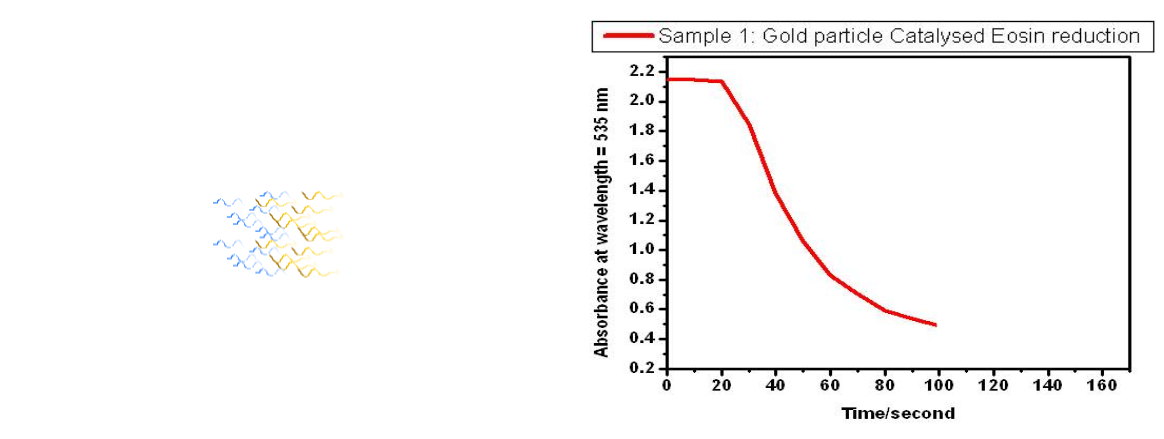 Sample 1: Gold particle Catalysed Eosin reduction
Absorbance at wavelength = 535 nm
2.2
2.0
1.8
1.6
1.4
1.2
1.0
0.8
0.6
0.4
0.2
0 20 40 60 80 100 120 140 160
Time/second